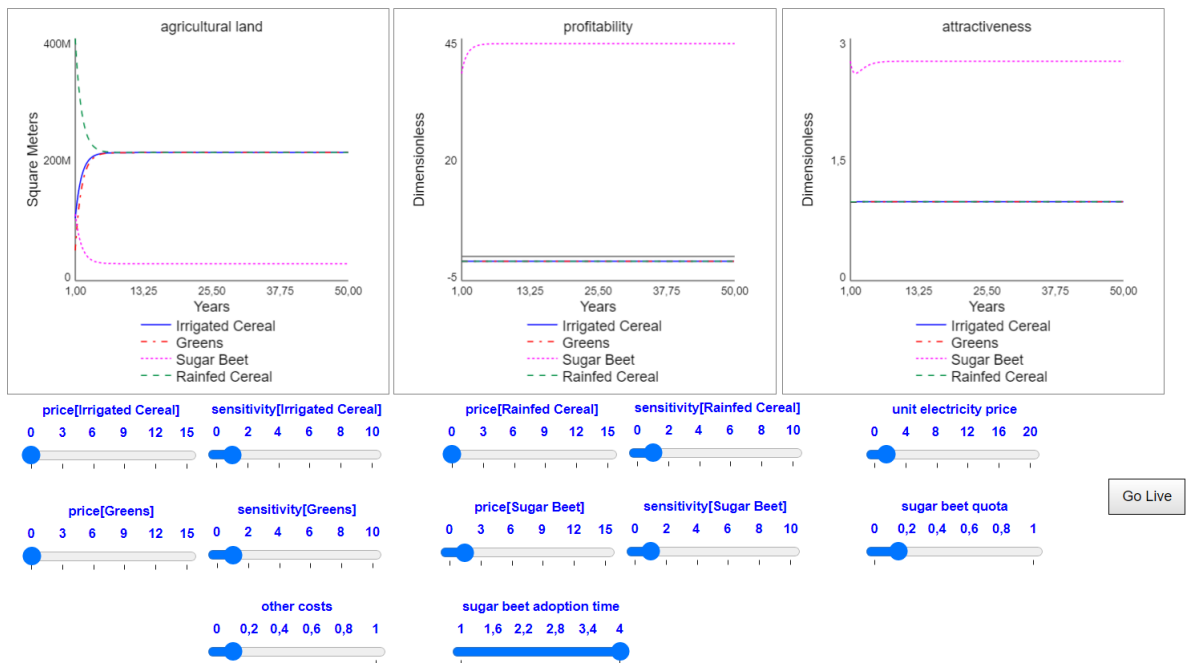 agricultural land
400M
200M
0
Square Meters
1,00 13,25 25,50 37,75 50,00
Years
Irrigated Cereal
Greens
Sugar Beet
Rainfed Cereal
profitability
45
20
-5
Dimensionless
1,00 13,25 25,50 37,75 50,00
Years
Irrigated Cereal
Greens
Sugar Beet
Rainfed Cereal
attractiveness
3
1,5
0
Dimensionless
1,00 13,25 25,50 37,75 50,00
Years
Irrigated Cereal
Greens
Sugar Beet
Rainfed Cereal
price[Irrigated Cereal]
0 3 6 9 12 15
sensitivity[Irrigated Cereal]
0 2 4 6 8 10
price[Rainfed Cereal]
0 3 6 9 12 15
sensitivity[Rainfed Cereal]
0 2 4 6 8 10
unit electricity price
0 4 8 12 16 20
Go Live
price[Greens]
0 3 6 9 12 15
sensitivity[Greens]
0 2 4 6 8 10
price[Sugar Beet]
0 3 6 9 12 15
sensitivity[Sugar Beet]
0 2 4 6 8 10
sugar beet quota
0 0,2 0,4 0,6 0,8 1
other costs
0 0,2 0,4 0,6 0,8 1
sugar beet adoption time
1 1,6 2,2 2,8 3,4 4